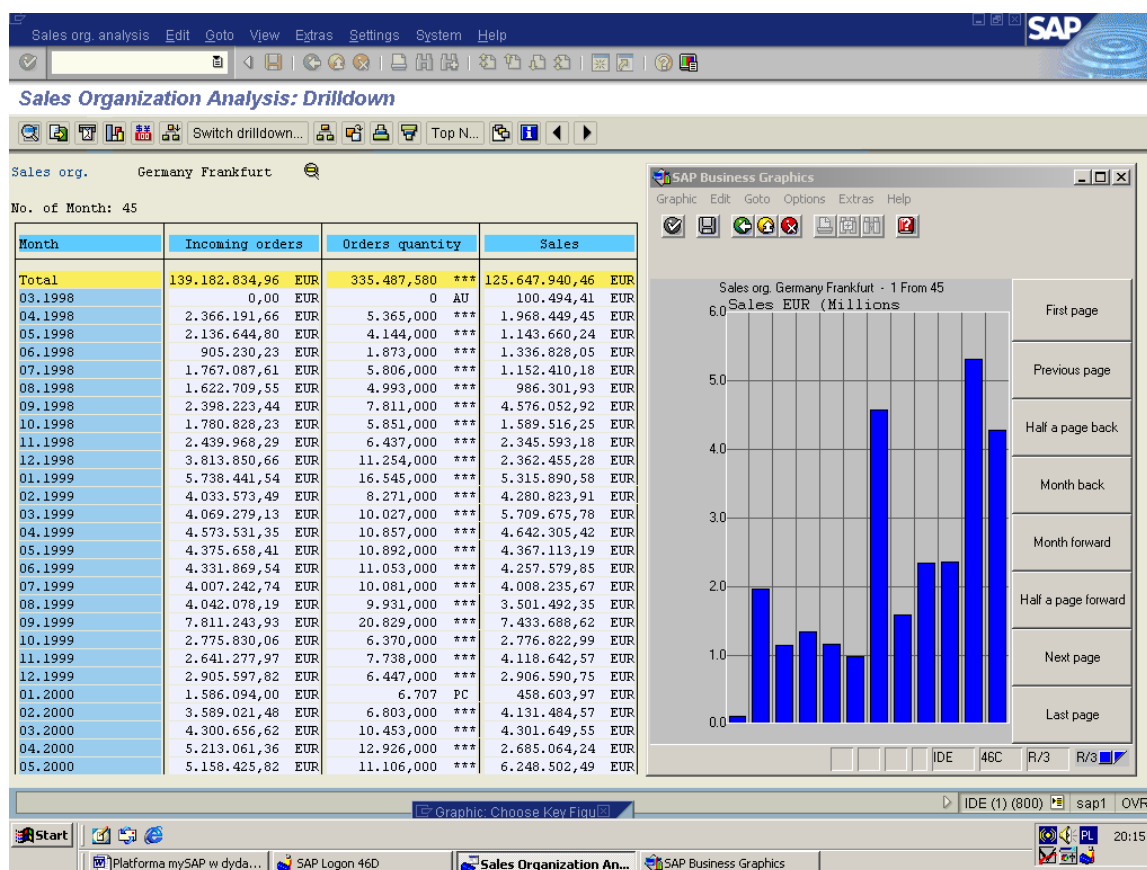 Sales org. analysis Edit Goto View Extras Settings System Help
SAP
Sales Organization Analysis: Drilldown
Switch drilldown... Top N...
Sales org. Germany Frankfurt
No. of Month: 45
Month Incoming orders Orders quantity Sales
Total 139.182.834,96 EUR 335.487,580 *** 125.647.940,46 EUR
03.1998 0,00 EUR 0 AU 100.494,41 EUR
04.1998 2.366.191,66 EUR 5.365,000 *** 1.968.449,45 EUR
05.1998 2.136.644,80 EUR 4.144,000 *** 1.143.660,24 EUR
06.1998 905.230,23 EUR 1.873,000 *** 1.336.828,05 EUR
07.1998 1.767.087,61 EUR 5.806,000 *** 1.152.410,18 EUR
08.1998 1.622.709,55 EUR 4.993,000 *** 986.301,93 EUR
09.1998 2.398.223,44 EUR 7.811,000 *** 4.576.052,92 EUR
10.1998 1.780.828,23 EUR 5.851,000 *** 1.589.516,25 EUR
11.1998 2.439.968,29 EUR 6.437,000 *** 2.345.593,18 EUR
12.1998 3.813.850,66 EUR 11.254,000 *** 2.362.455,28 EUR
01.1999 5.738.441,54 EUR 16.545,000 *** 5.315.890,58 EUR
02.1999 4.033.573,49 EUR 8.271,000 *** 4.280.823,91 EUR
03.1999 4.069.279,13 EUR 10.027,000 *** 5.709.675,78 EUR
04.1999 4.573.531,35 EUR 10.857,000 *** 4.642.305,42 EUR
05.1999 4.375.658,41 EUR 10.892,000 *** 4.367.113,19 EUR
06.1999 4.331.869,54 EUR 11.053,000 *** 4.257.579,85 EUR
07.1999 4.007.242,74 EUR 10.081,000 *** 4.008.235,67 EUR
08.1999 4.042.078,19 EUR 9.931,000 *** 3.501.492,35 EUR
09.1999 7.811.243,93 EUR 20.829,000 *** 7.433.688,62 EUR
10.1999 2.775.830,06 EUR 6.370,000 *** 2.776.822,99 EUR
11.1999 2.641.277,97 EUR 7.738,000 *** 4.118.642,57 EUR
12.1999 2.905.597,82 EUR 6.447,000 *** 2.906.590,75 EUR
01.2000 1.586.094,00 EUR 6.707 PC 458.603,97 EUR
02.2000 3.589.021,48 EUR 6.803,000 *** 4.131.484,57 EUR
03.2000 4.300.656,62 EUR 10.453,000 *** 4.301.649,55 EUR
04.2000 5.213.061,36 EUR 12.926,000 *** 2.685.064,24 EUR
05.2000 5.158.425,82 EUR 11.106,000 *** 6.248.502,49 EUR
SAP Business Graphics
Graphic Edit Goto Options Extras Help
Sales org. Germany Frankfurt - 1 From 45
6.0 Sales EUR (Millions
5.0
4.0
3.0
2.0
1.0
0.0
First page
Previous page
Half a page back
Month back
Month forward
Half a page forward
Next page
Last page
IDE 46C R/3 R/3
Graphic: Choose Key Figu
IDE (1) (800) sap1 OVR
Start PL 20:15
Platforma mySAP w dyda... SAP Logon 46D Sales Organization An... SAP Business Graphics